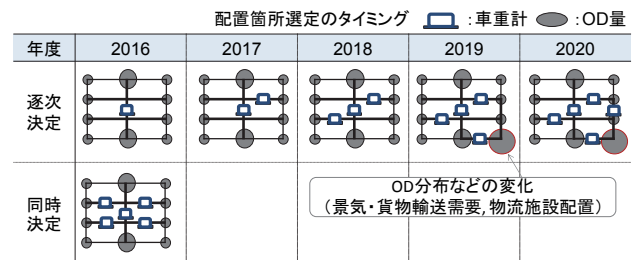 配置箇所選定のタイミング :車重計 :OD量
年度 2016 2017 2018 2019 2020
逐次
決定
同時
決定
OD分布などの変化
（景気・貨物輸送需要,物流施設配置）